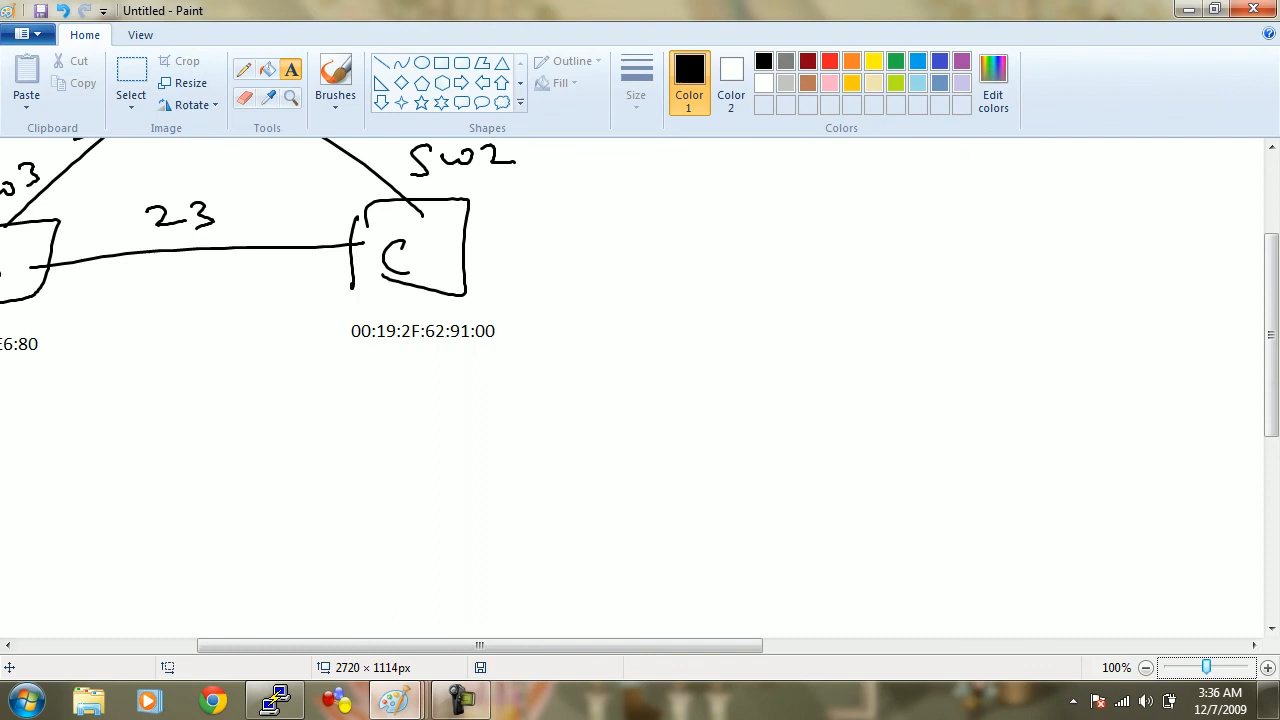 Untitled - Paint
Home View
Paste
Cut
Copy
Clipboard
Select
Crop
Resize
Rotate
Image
A
Tools
Brushes
Outline
Fill
Shapes
Size
Color 1
Color 2
Edit colors
Colors
Sw2
23
C
00:19:2F:62:91:00
E6:80
2720 × 1114px
100%
3:36 AM
12/7/2009